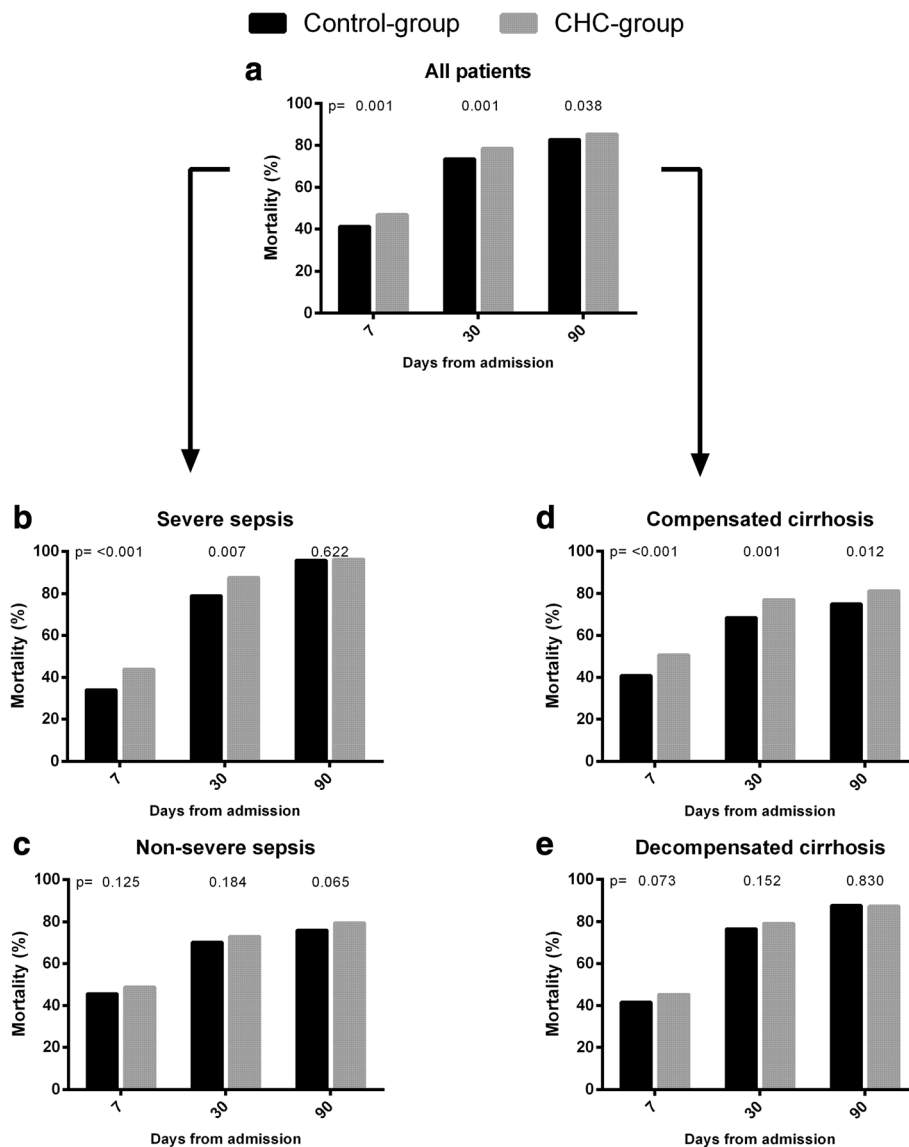 Control-group CHC-group
a All patients
p= 0.001 0.001 0.038
Mortality (%)
100
80
60
40
20
0
7 30 90
Days from admission
b Severe sepsis
p= <0.001 0.007 0.622
Mortality (%)
100
80
60
40
20
0
7 30 90
Days from admission
c Non-severe sepsis
p= 0.125 0.184 0.065
Mortality (%)
100
80
60
40
20
0
7 30 90
Days from admission
d Compensated cirrhosis
p= <0.001 0.001 0.012
Mortality (%)
100
80
60
40
20
0
7 30 90
Days from admission
e Decompensated cirrhosis
p= 0.073 0.152 0.830
Mortality (%)
100
80
60
40
20
0
7 30 90
Days from admission